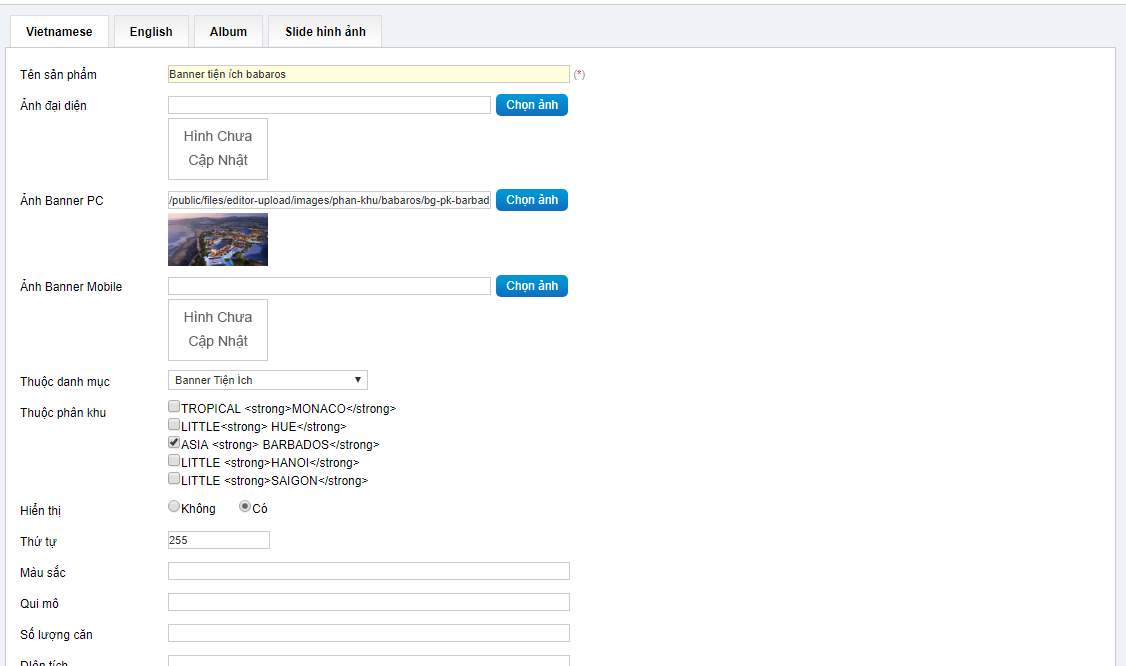 Vietnamese English Album Slide hình ảnh
Tên sản phẩm Banner tiện ích babaros (*)
Ảnh đại diện Chọn ảnh
Hình Chưa
Cập Nhật
Ảnh Banner PC /public/files/editor-upload/images/phan-khu/babaros/bg-pk-barbad Chọn ảnh
Ảnh Banner Mobile Chọn ảnh
Hình Chưa
Cập Nhật
Thuộc danh mục Banner Tiện Ích
Thuộc phân khu TROPICAL <strong>MONACO</strong>
LITTLE<strong> HUE</strong>
ASIA <strong> BARBADOS</strong>
LITTLE <strong>HANOI</strong>
LITTLE <strong>SAIGON</strong>
Hiển thị Không Có
Thứ tự 255
Màu sắc
Qui mô
Số lượng căn
Diện tích